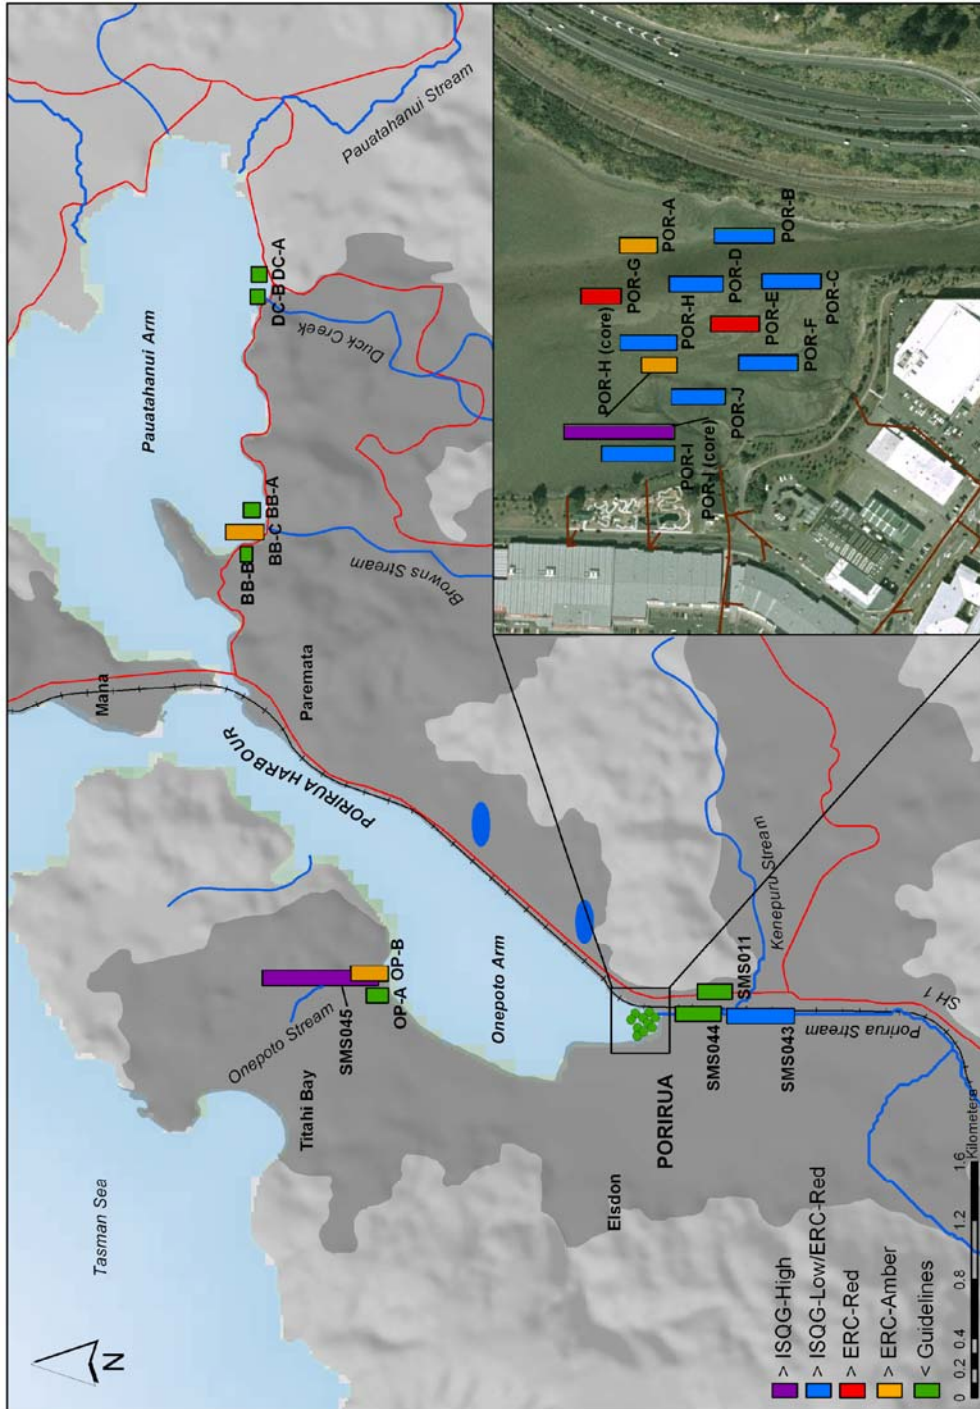 N
Tasman Sea
Titahi Bay
Onepoto Stream
SMS045
OP-A
OP-B
Elsdon
PORIRUA
Onepoto Arm
PORIRUA HARBOUR
Mana
Paremata
Pauatahanui Arm
BB-B
BB-C
BB-A
Browns Stream
DC-B
DC-A
Duck Creek
Pauatahanui Stream
SMS044
SMS011
SMS043
Kenepuru Stream
Porirua Stream
SH 1
POR-H (core)
POR-G
POR-A
POR-H
POR-D
POR-B
POR-I
POR-I (core)
POR-J
POR-E
POR-F
POR-C
> ISQG-High
> ISQG-Low/ERC-Red
> ERC-Red
> ERC-Amber
< Guidelines
0 0.2 0.4 0.8 1.2 1.6
Kilometers